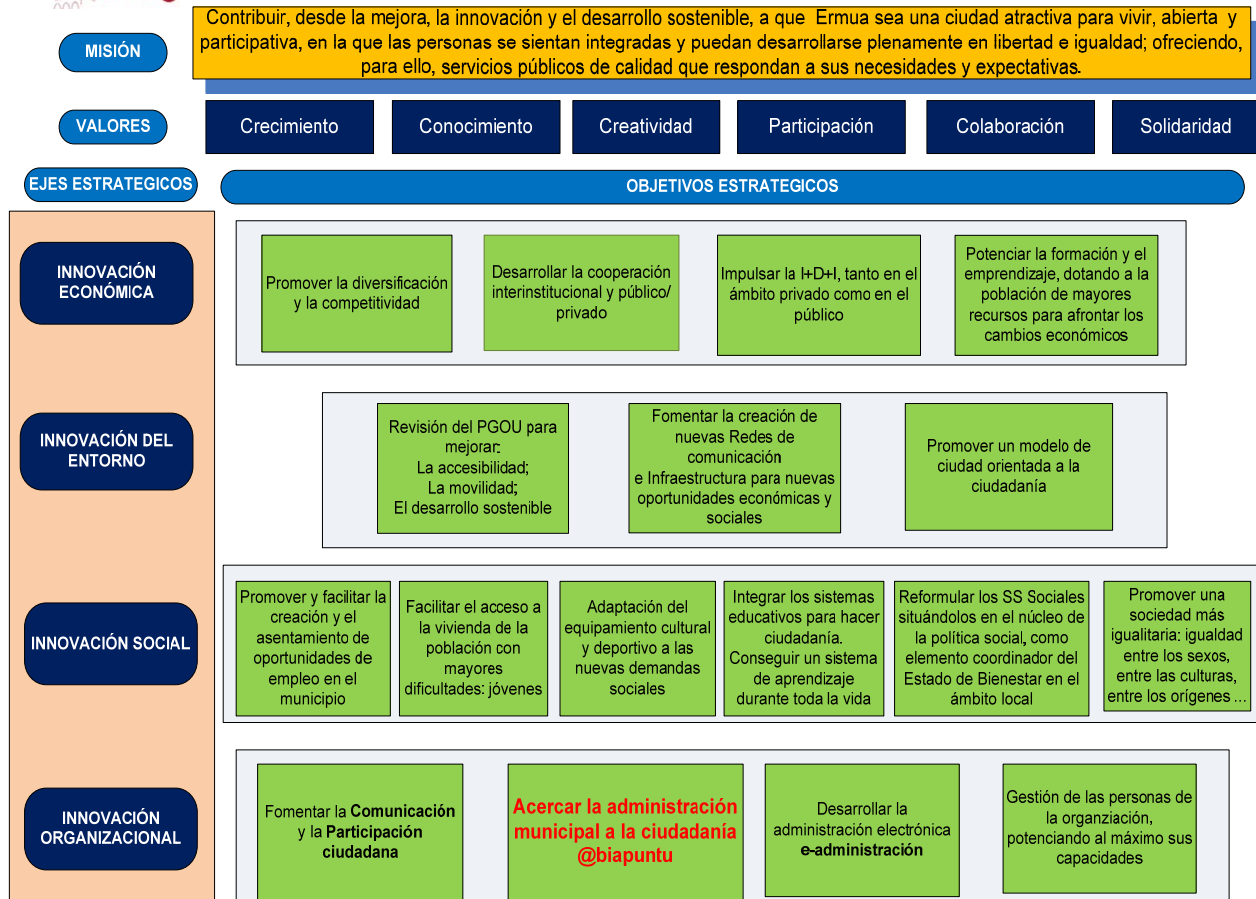 MISIÓN
Contribuir, desde la mejora, la innovación y el desarrollo sostenible, a que Ermua sea una ciudad atractiva para vivir, abierta y
participativa, en la que las personas se sientan integradas y puedan desarrollarse plenamente en libertad e igualdad; ofreciendo,
para ello, servicios públicos de calidad que respondan a sus necesidades y expectativas.
VALORES
Crecimiento
Conocimiento
Creatividad
Participación
Colaboración
Solidaridad
EJES ESTRATEGICOS
OBJETIVOS ESTRATEGICOS
INNOVACIÓN
ECONÓMICA
Promover la diversificación
y la competitividad
Desarrollar la cooperación
interinstitucional y público/
privado
Impulsar la I+D+I, tanto en el
ámbito privado como en el
público
Potenciar la formación y el
emprendizaje, dotando a la
población de mayores
recursos para afrontar los
cambios económicos
INNOVACIÓN DEL
ENTORNO
Revisión del PGOU para
mejorar:
La accesibilidad;
La movilidad;
El desarrollo sostenible
Fomentar la creación de
nuevas Redes de
comunicación
e Infraestructura para nuevas
oportunidades económicas y
sociales
Promover un modelo de
ciudad orientada a la
ciudadanía
INNOVACIÓN SOCIAL
Promover y facilitar la
creación y el
asentamiento de
oportunidades de
empleo en el
municipio
Facilitar el acceso a
la vivienda de la
población con
mayores
dificultades: jóvenes
Adaptación del
equipamiento cultural
y deportivo a las
nuevas demandas
sociales
Integrar los sistemas
educativos para hacer
ciudadanía.
Conseguir un sistema
de aprendizaje
durante toda la vida
Reformular los SS Sociales
situándolos en el núcleo de
la política social, como
elemento coordinador del
Estado de Bienestar en el
ámbito local
Promover una
sociedad más
igualitaria: igualdad
entre los sexos,
entre las culturas,
entre los orígenes ...
INNOVACIÓN
ORGANIZACIONAL
Fomentar la Comunicación
y la Participación
ciudadana
Acercar la administración
municipal a la ciudadanía
@biapuntu
Desarrollar la
administración electrónica
e-administración
Gestión de las personas de
la organziación,
potenciando al máximo sus
capacidades